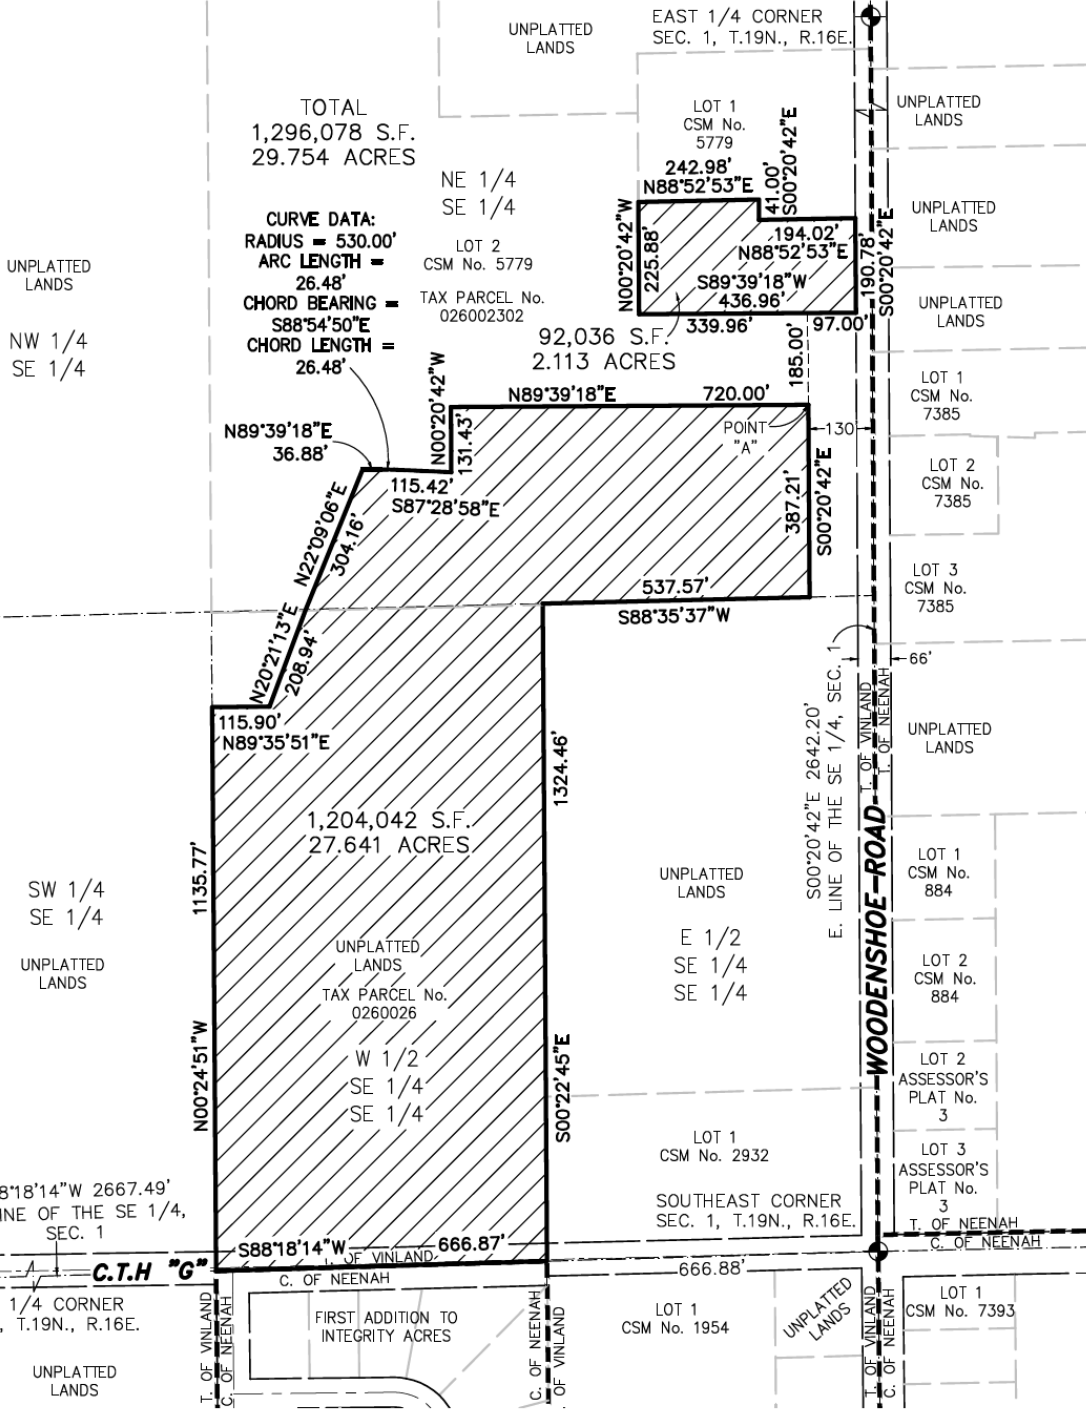 EAST 1/4 CORNER
SEC. 1, T.19N., R.16E.
UNPLATTED
LANDS
TOTAL
1,296,078 S.F.
29.754 ACRES
LOT 1
CSM No.
5779
UNPLATTED
LANDS
NE 1/4
SE 1/4
242.98'
N88°52'53"E
41.00'
S00°20'42"E
CURVE DATA:
RADIUS = 530.00'
ARC LENGTH =
26.48'
CHORD BEARING =
S88°54'50"E
CHORD LENGTH =
26.48'
LOT 2
CSM No. 5779
TAX PARCEL No.
026002302
N00°20'42"W
225.88'
194.02'
N88°52'53"E
S89°39'18"W
436.96'
190.78'
S00°20'42"E
UNPLATTED
LANDS
UNPLATTED
LANDS
UNPLATTED
LANDS
NW 1/4
SE 1/4
339.96'
97.00'
92,036 S.F.
2.113 ACRES
185.00'
N00°20'42"W
131.43'
N89°39'18"E
720.00'
LOT 1
CSM No.
7385
POINT
"A"
130'
N89°39'18"E
36.88'
115.42'
S87°28'58"E
387.21'
S00°20'42"E
LOT 2
CSM No.
7385
N22°09'06"E
304.16'
537.57'
S88°35'37"W
LOT 3
CSM No.
7385
N20°21'13"E
208.94'
66'
115.90'
N89°35'51"E
1324.46'
S00°20'42"E 2642.20'
E. LINE OF THE SE 1/4, SEC. 1
T. OF VINLAND
T. OF NEENAH
UNPLATTED
LANDS
1,204,042 S.F.
27.641 ACRES
1135.77'
SW 1/4
SE 1/4
UNPLATTED
LANDS
UNPLATTED
LANDS
E 1/2
SE 1/4
SE 1/4
WOODENSHOE ROAD
LOT 1
CSM No.
884
UNPLATTED
LANDS
TAX PARCEL No.
0260026
W 1/2
SE 1/4
SE 1/4
LOT 2
CSM No.
884
N00°24'51"W
S00°22'45"E
LOT 2
ASSESSOR'S
PLAT No.
3
LOT 1
CSM No. 2932
LOT 3
ASSESSOR'S
PLAT No.
3
8°18'14"W 2667.49'
INE OF THE SE 1/4,
SEC. 1
SOUTHEAST CORNER
SEC. 1, T.19N., R.16E.
T. OF NEENAH
C. OF NEENAH
S88°18'14"W
666.87'
T. OF VINLAND
C. OF NEENAH
C.T.H "G"
666.88'
1/4 CORNER
, T.19N., R.16E.
T. OF VINLAND
C. OF NEENAH
FIRST ADDITION TO
INTEGRITY ACRES
C. OF NEENAH
OF VINLAND
LOT 1
CSM No. 1954
UNPLATTED
LANDS
T. OF VINLAND
C. OF NEENAH
LOT 1
CSM No. 7393
UNPLATTED
LANDS